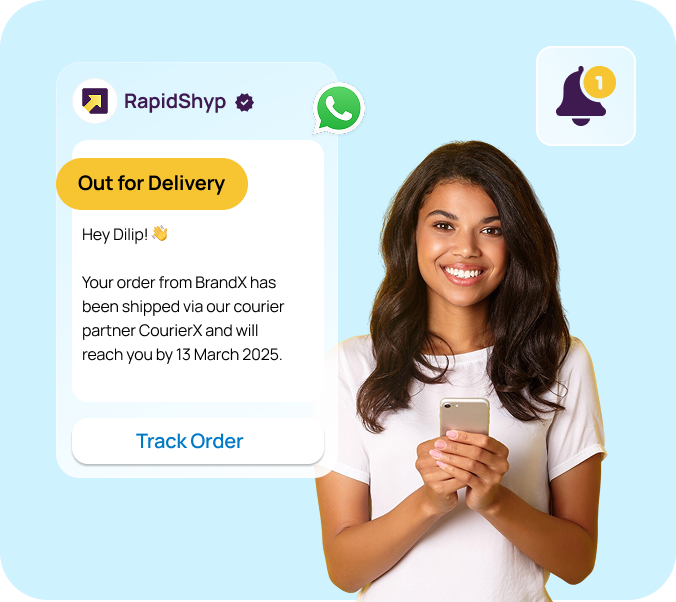 RapidShyp
1
Out for Delivery
Hey Dilip! 👋
Your order from BrandX has
been shipped via our courier
partner CourierX and will
reach you by 13 March 2025.
Track Order